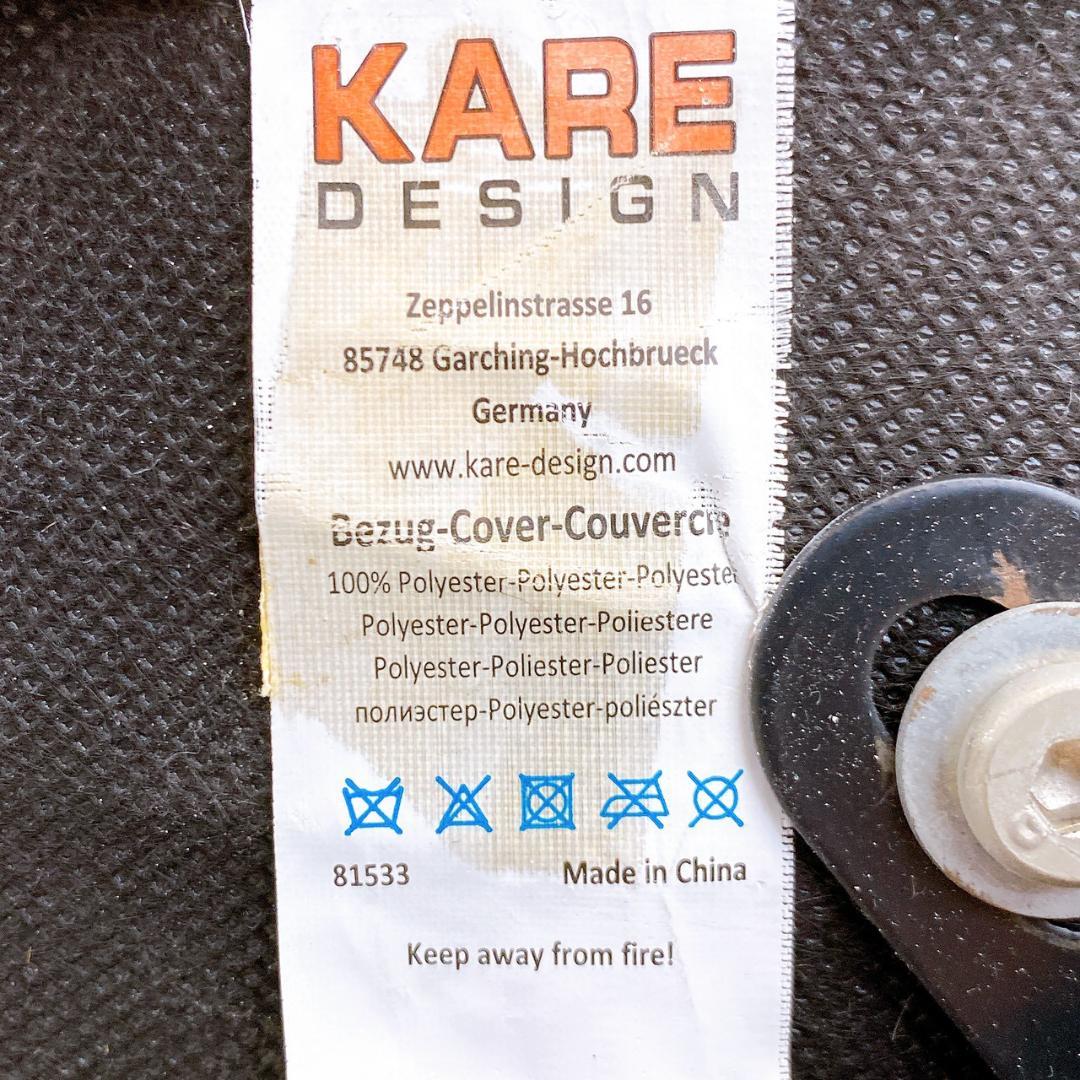 KARE
DESIGN
Zeppelinstrasse 16
85748 Garching-Hochbrueck
Germany
www.kare-design.com
Bezug-Cover-Couvercle
100% Polyester-Polyester-Polyester
Polyester-Polyester-Poliestere
Polyester-Poliester-Poliester
полиэстер-Polyester-poliészter
81533
Made in China
Keep away from fire!